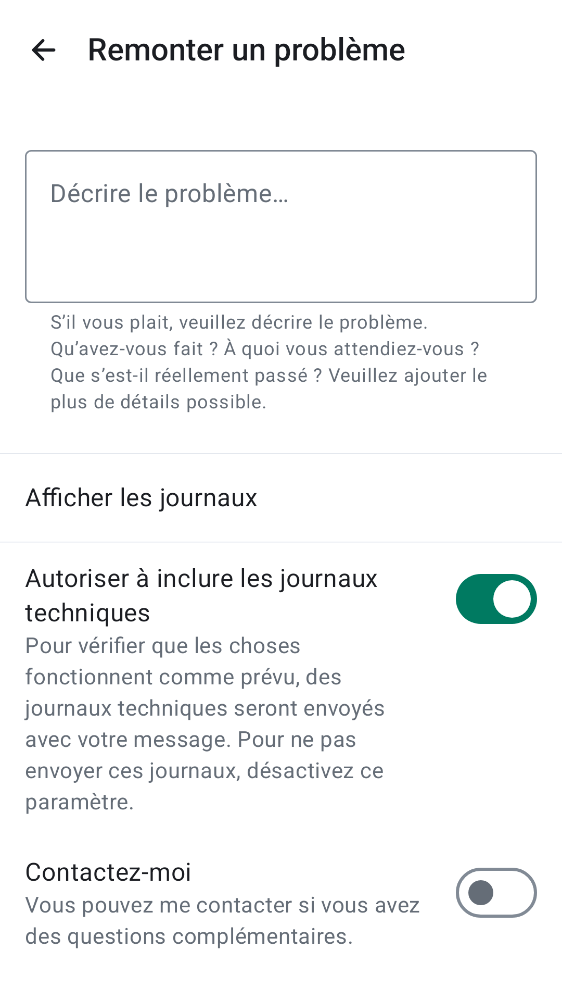 Remonter un problème
Décrire le problème…
S’il vous plait, veuillez décrire le problème.
Qu’avez-vous fait ? À quoi vous attendiez-vous ?
Que s’est-il réellement passé ? Veuillez ajouter le
plus de détails possible.
Afficher les journaux
Autoriser à inclure les journaux
techniques
Pour vérifier que les choses
fonctionnent comme prévu, des
journaux techniques seront envoyés
avec votre message. Pour ne pas
envoyer ces journaux, désactivez ce
paramètre.
Contactez-moi
Vous pouvez me contacter si vous avez
des questions complémentaires.